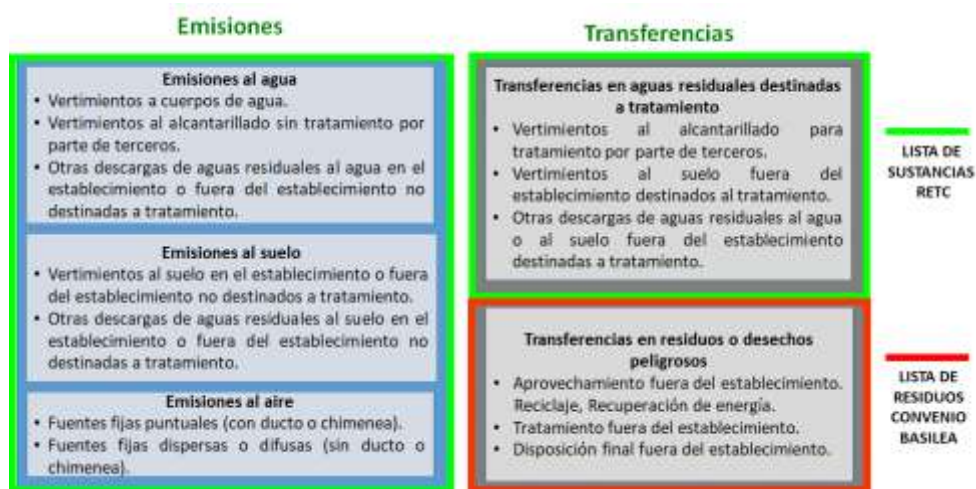 Emisiones
Emisiones al agua
• Vertimientos a cuerpos de agua.
• Vertimientos al alcantarillado sin tratamiento por
parte de terceros.
• Otras descargas de aguas residuales al agua en el
establecimiento o fuera del establecimiento no
destinadas a tratamiento.
Emisiones al suelo
• Vertimientos al suelo en el establecimiento o fuera
del establecimiento no destinados a tratamiento.
• Otras descargas de aguas residuales al suelo en el
establecimiento o fuera del establecimiento no
destinadas a tratamiento.
Emisiones al aire
• Fuentes fijas puntuales (con ducto o chimenea).
• Fuentes fijas dispersas o difusas (sin ducto o
chimenea).
Transferencias
Transferencias en aguas residuales destinadas
a tratamiento
• Vertimientos al alcantarillado para
tratamiento por parte de terceros.
• Vertimientos al suelo fuera del
establecimiento destinados al tratamiento.
• Otras descargas de aguas residuales al agua
o al suelo fuera del establecimiento
destinadas a tratamiento.
Transferencias en residuos o desechos
peligrosos
• Aprovechamiento fuera del establecimiento.
Reciclaje, Recuperación de energía.
• Tratamiento fuera del establecimiento.
• Disposición final fuera del establecimiento.
LISTA DE
SUSTANCIAS
RETC
LISTA DE
RESIDUOS
CONVENIO
BASILEA